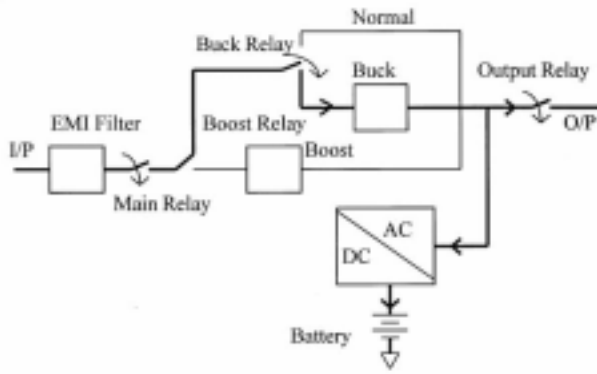 Normal
Buck Relay
Buck
Output Relay
EMI Filter
Boost Relay
I/P
Boost
O/P
Main Relay
AC
DC
Battery